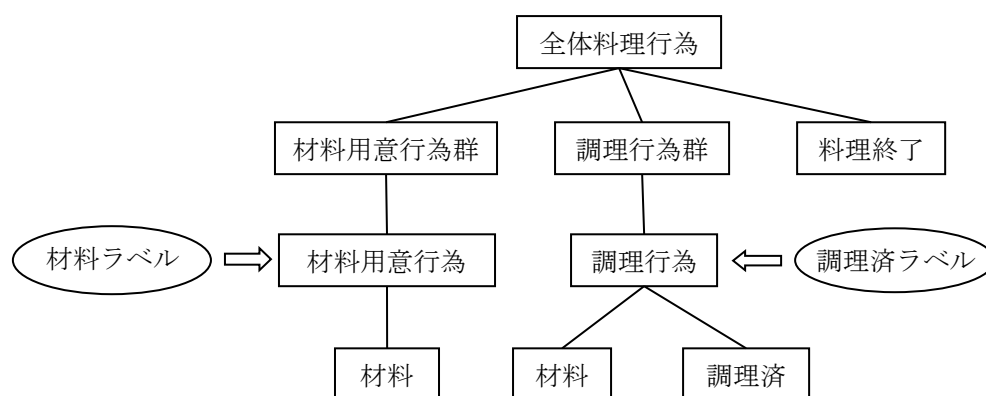 全体料理行為
材料用意行為群
調理行為群
料理終了
材料ラベル
材料用意行為
調理行為
調理済ラベル
材料
材料
調理済